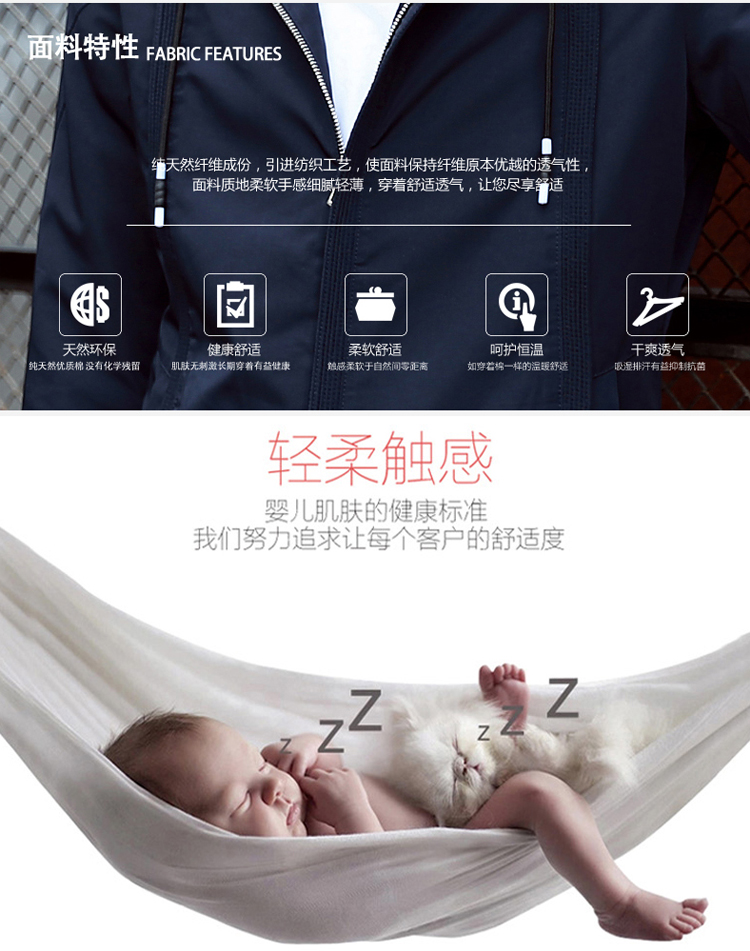 面料特性 FABRIC FEATURES
纯天然纤维成份，引进纺织工艺，使面料保持纤维原本优越的透气性，
面料质地柔软手感细腻轻薄，穿着舒适透气，让您尽享舒适
天然环保
健康舒适
柔软舒适
呵护恒温
干爽透气
纯天然优质棉 没有化学残留
肌肤无刺激长期穿着有益健康
触感柔软于自然间零距离
如穿着棉一样的温暖舒适
吸湿排汗有益抑制抗菌
轻柔触感
婴儿肌肤的健康标准
我们努力追求让每个客户的舒适度
z Z Z
z Z Z